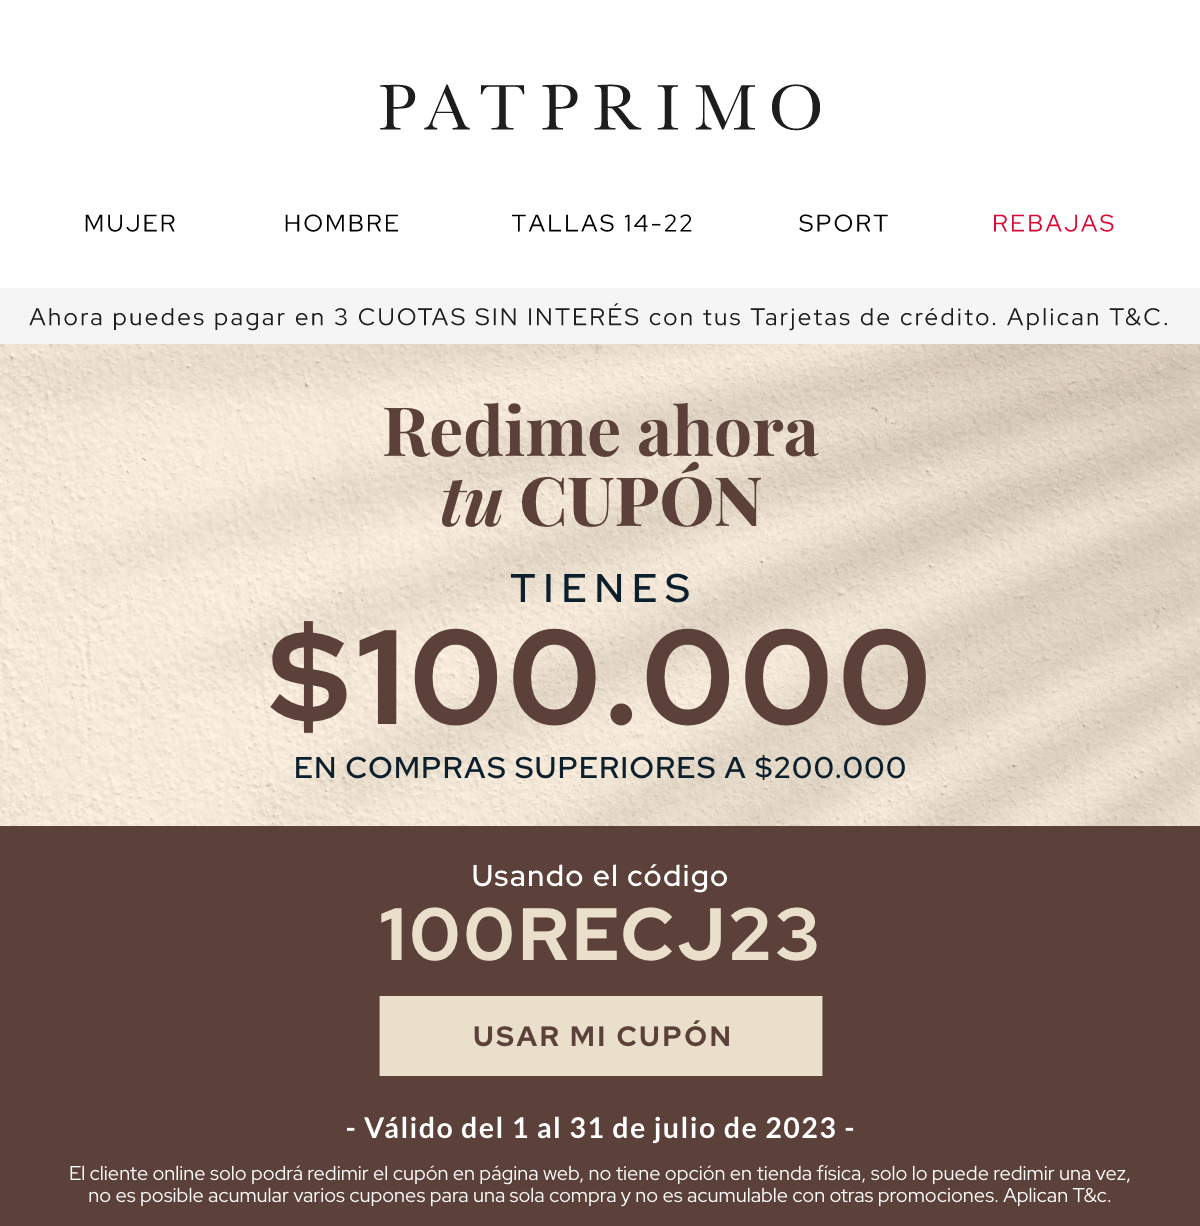 PATPRIMO
MUJER HOMBRE TALLAS 14-22 SPORT REBAJAS
Ahora puedes pagar en 3 CUOTAS SIN INTERÉS con tus Tarjetas de crédito. Aplican T&C.
Redime ahora
tu CUPÓN
TIENES
$100.000
EN COMPRAS SUPERIORES A $200.000
Usando el código
100RECJ23
USAR MI CUPÓN
- Válido del 1 al 31 de julio de 2023 -
El cliente online solo podrá redimir el cupón en página web, no tiene opción en tienda física, solo lo puede redimir una vez,
no es posible acumular varios cupones para una sola compra y no es acumulable con otras promociones. Aplican T&c.